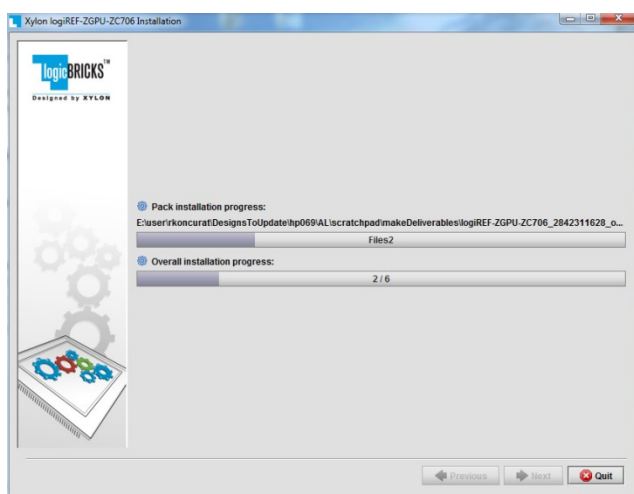 Xylon logiREF-ZGPU-ZC706 Installation
logicBRICKS™
Designed by XYLON
Pack installation progress:
E:\user\rkoncurat\DesignsToUpdate\hp069\AL\scratchpad\makeDeliverables\logiREF-ZGPU-ZC706_2842311628_o...
Files2
Overall installation progress:
2 / 6
Previous
Next
Quit